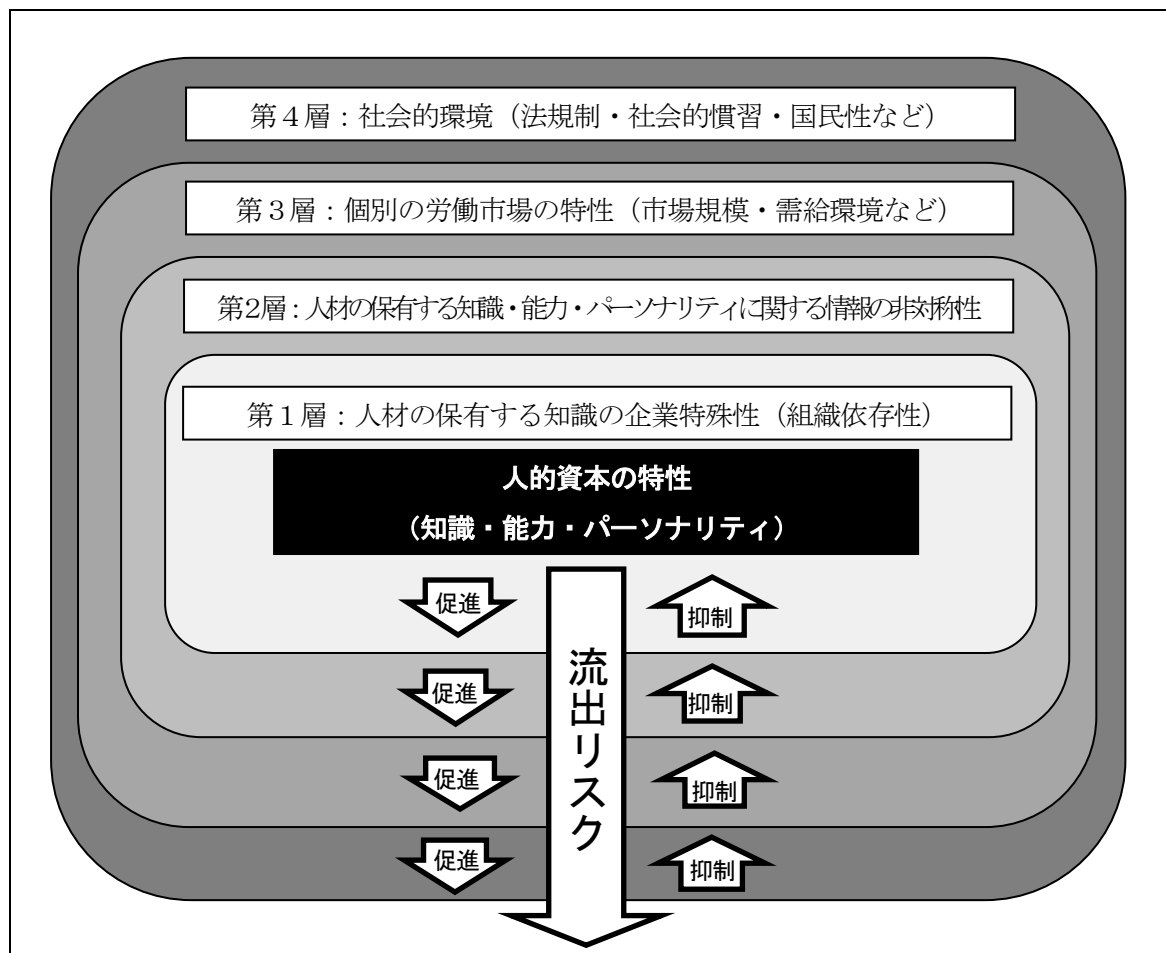 第４層：社会的環境（法規制・社会的慣習・国民性など）
第３層：個別の労働市場の特性（市場規模・需給環境など）
第２層：人材の保有する知識・能力・パーソナリティに関する情報の非対称性
第１層：人材の保有する知識の企業特殊性（組織依存性）
人的資本の特性
（知識・能力・パーソナリティ）
促進
抑制
促進
抑制
促進
抑制
促進
抑制
流出リスク